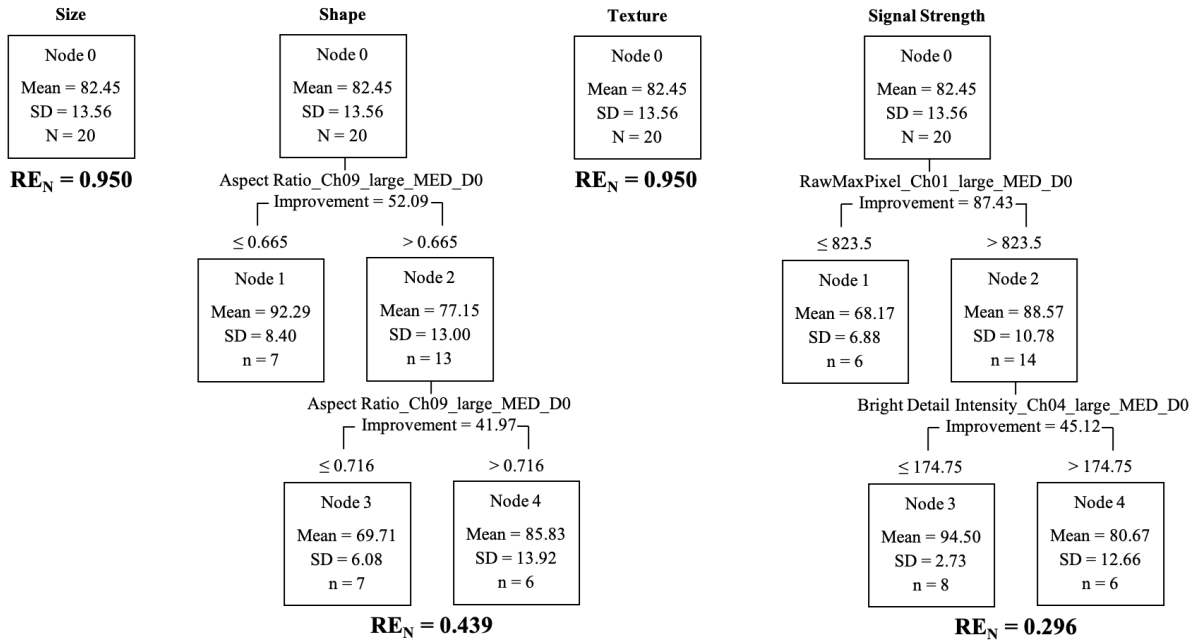 Size
Node 0
Mean = 82.45
SD = 13.56
N = 20
RE_N = 0.950
Shape
Node 0
Mean = 82.45
SD = 13.56
N = 20
Aspect Ratio_Ch09_large_MED_D0
Improvement = 52.09
≤ 0.665
> 0.665
Node 1
Mean = 92.29
SD = 8.40
n = 7
Node 2
Mean = 77.15
SD = 13.00
n = 13
Aspect Ratio_Ch09_large_MED_D0
Improvement = 41.97
≤ 0.716
> 0.716
Node 3
Mean = 69.71
SD = 6.08
n = 7
Node 4
Mean = 85.83
SD = 13.92
n = 6
RE_N = 0.439
Texture
Node 0
Mean = 82.45
SD = 13.56
N = 20
RE_N = 0.950
Signal Strength
Node 0
Mean = 82.45
SD = 13.56
N = 20
RawMaxPixel_Ch01_large_MED_D0
Improvement = 87.43
≤ 823.5
> 823.5
Node 1
Mean = 68.17
SD = 6.88
n = 6
Node 2
Mean = 88.57
SD = 10.78
n = 14
Bright Detail Intensity_Ch04_large_MED_D0
Improvement = 45.12
≤ 174.75
> 174.75
Node 3
Mean = 94.50
SD = 2.73
n = 8
Node 4
Mean = 80.67
SD = 12.66
n = 6
RE_N = 0.296